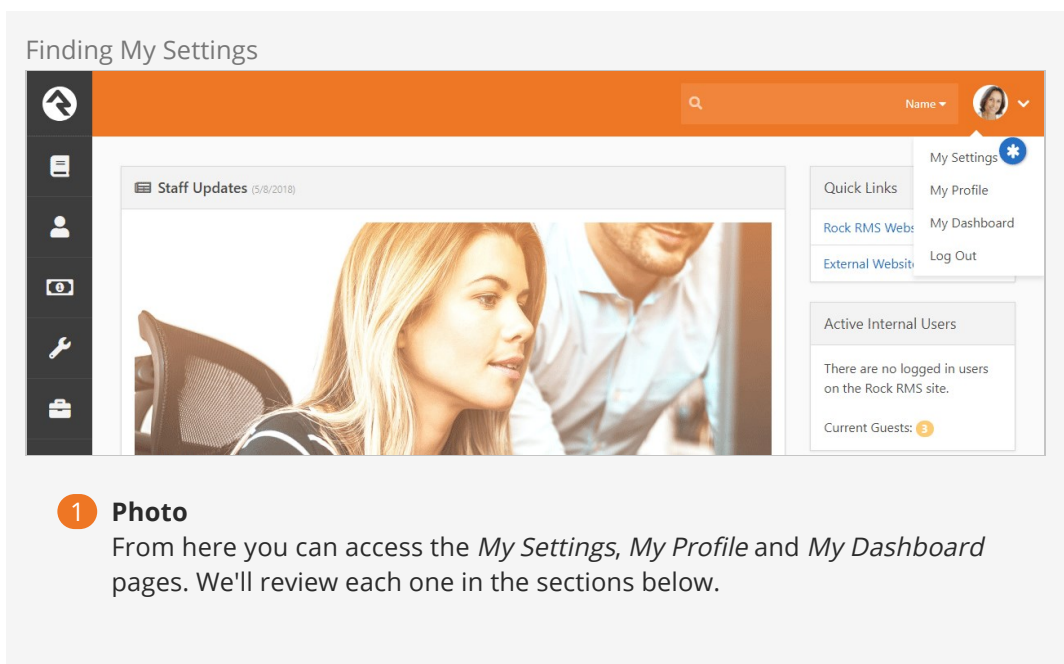 Finding My Settings
Name
My Settings
My Profile
My Dashboard
Log Out
Staff Updates (5/8/2018)
Quick Links
Rock RMS Webs
External Website
Active Internal Users
There are no logged in users
on the Rock RMS site.
Current Guests: 3
1 Photo
From here you can access the My Settings, My Profile and My Dashboard
pages. We'll review each one in the sections below.